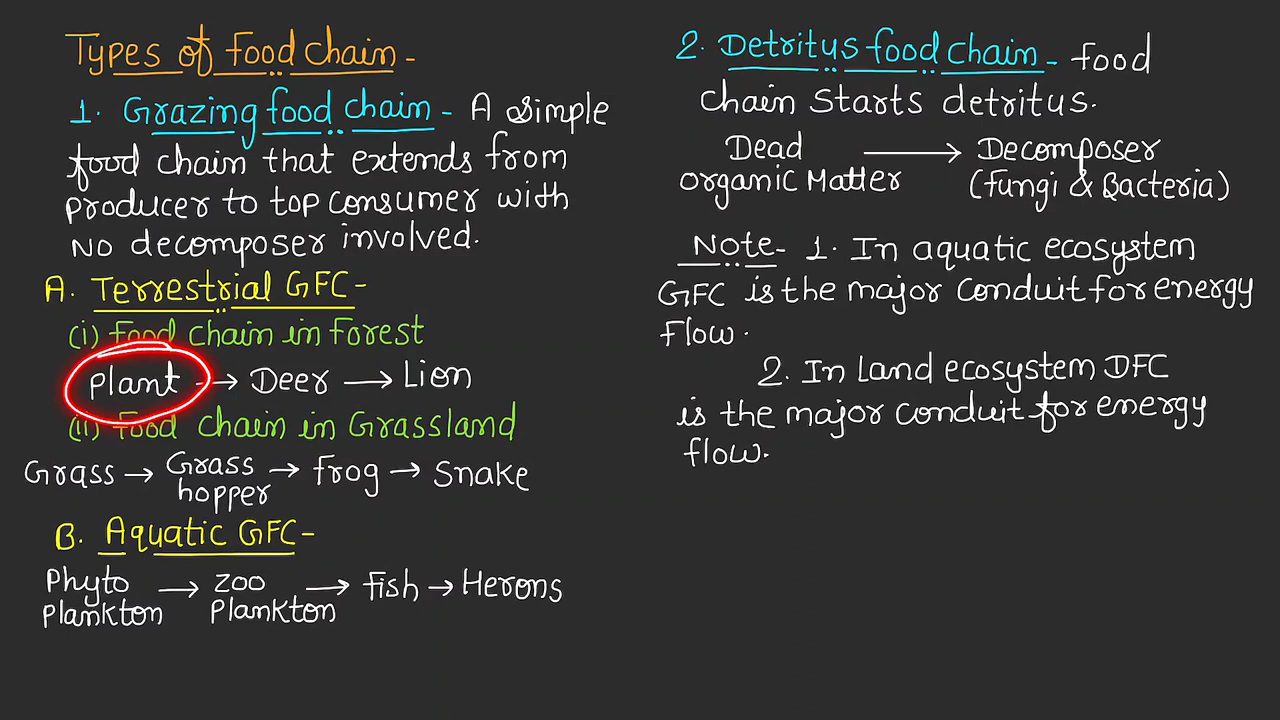 Types of Food chain -
1. Grazing food chain - A simple
food chain that extends from
producer to top consumer with
No decomposer involved.
A. Terrestrial GFC -
(i) Food chain in Forest
Plant → Deer → Lion
(ii) Food chain in Grassland
Grass → Grass hopper → frog → Snake
B. Aquatic GFC -
Phyto Plankton → Zoo Plankton → Fish → Herons
2. Detritus food chain - food
chain starts detritus.
Dead organic Matter → Decomposer (Fungi & Bacteria)
Note - 1. In aquatic ecosystem
GFC is the major conduit for energy
flow.
2. In Land ecosystem DFC
is the major conduit for energy
flow.